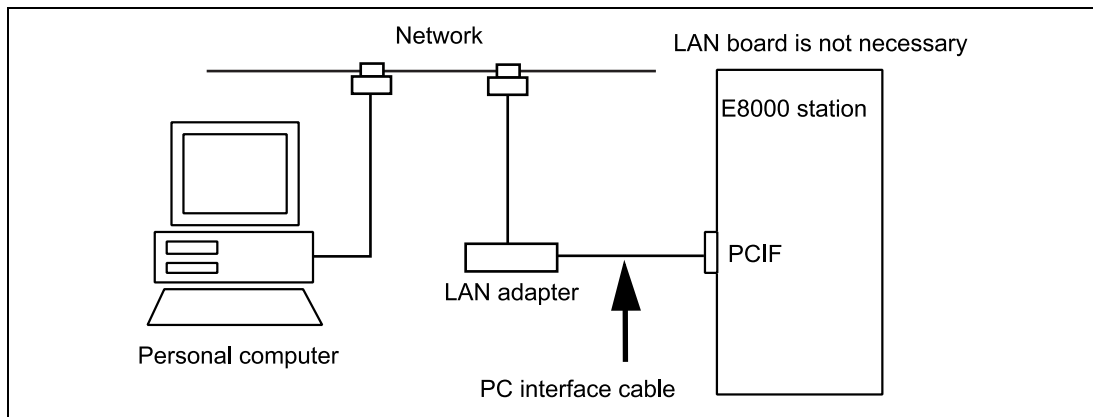 Network
LAN board is not necessary
E8000 station
PCIF
LAN adapter
Personal computer
PC interface cable